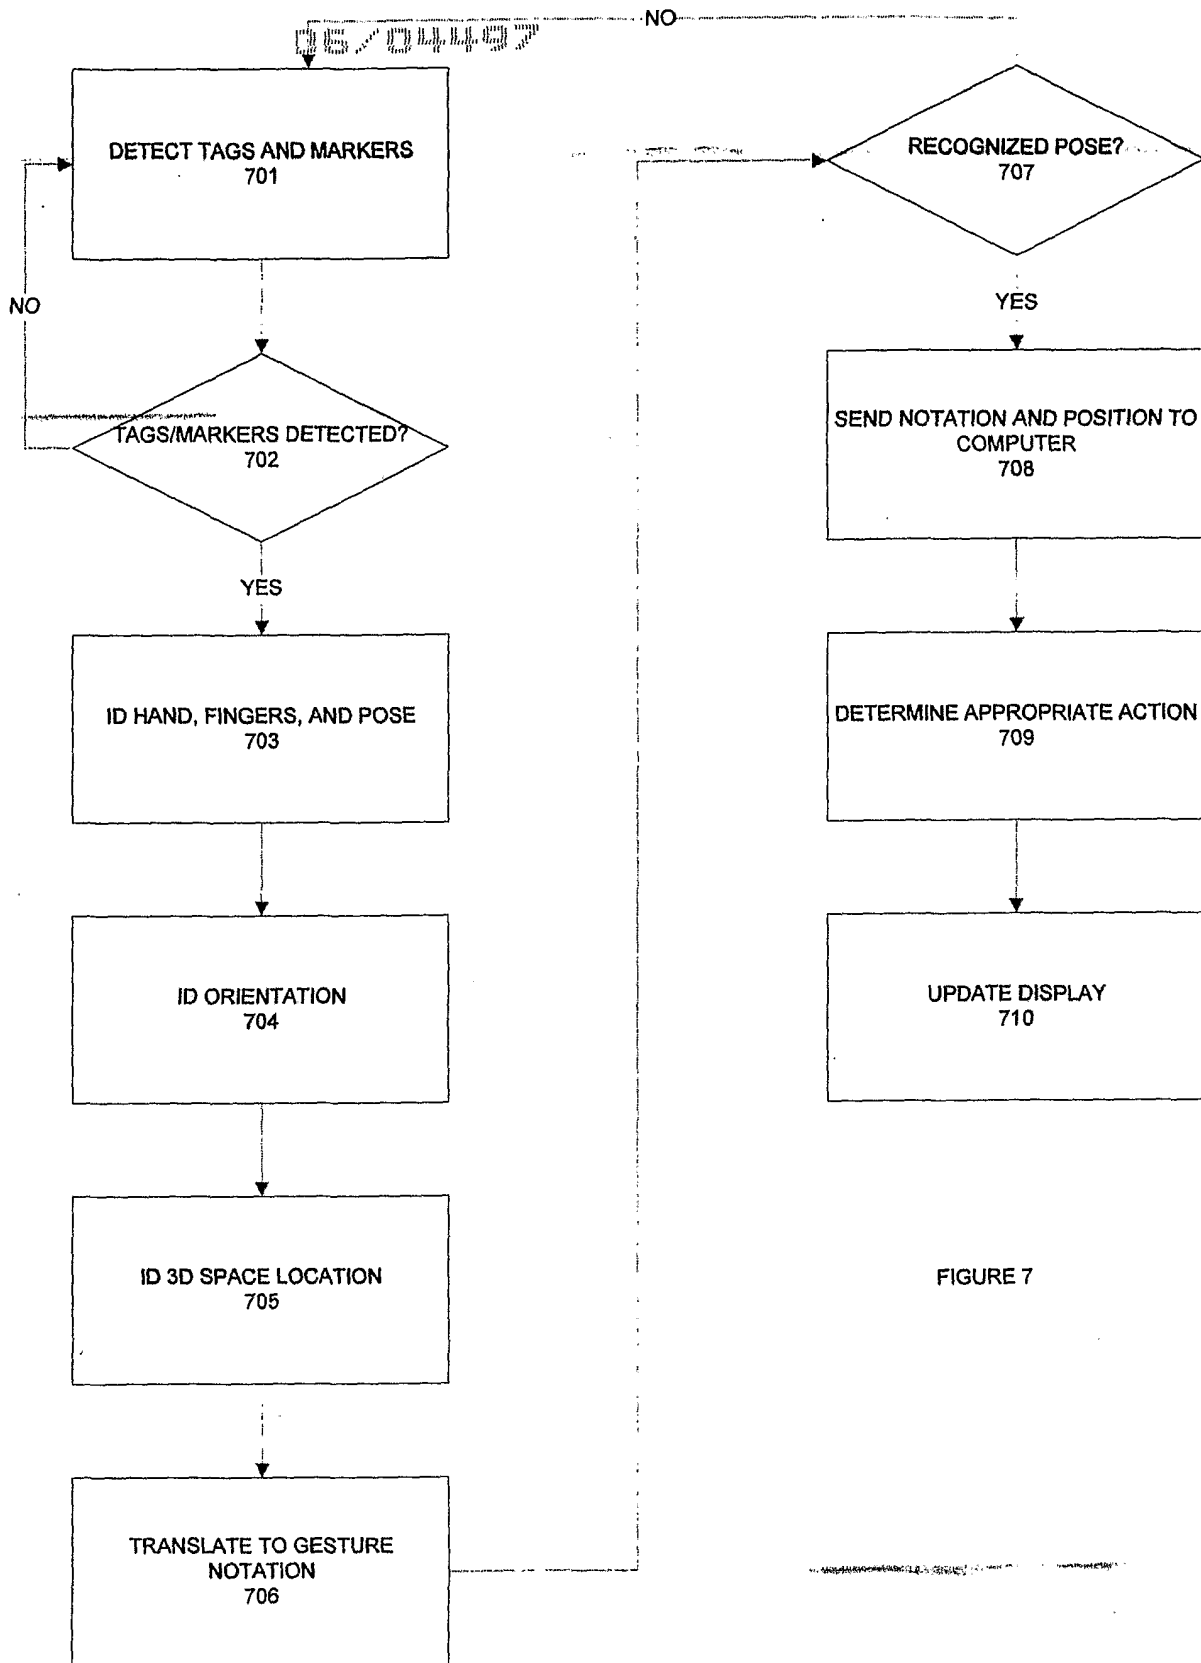 NO
06/04497
DETECT TAGS AND MARKERS
701
NO
TAGS/MARKERS DETECTED?
702
YES
ID HAND, FINGERS, AND POSE
703
ID ORIENTATION
704
ID 3D SPACE LOCATION
705
TRANSLATE TO GESTURE
NOTATION
706
RECOGNIZED POSE?
707
YES
SEND NOTATION AND POSITION TO
COMPUTER
708
DETERMINE APPROPRIATE ACTION
709
UPDATE DISPLAY
710
FIGURE 7